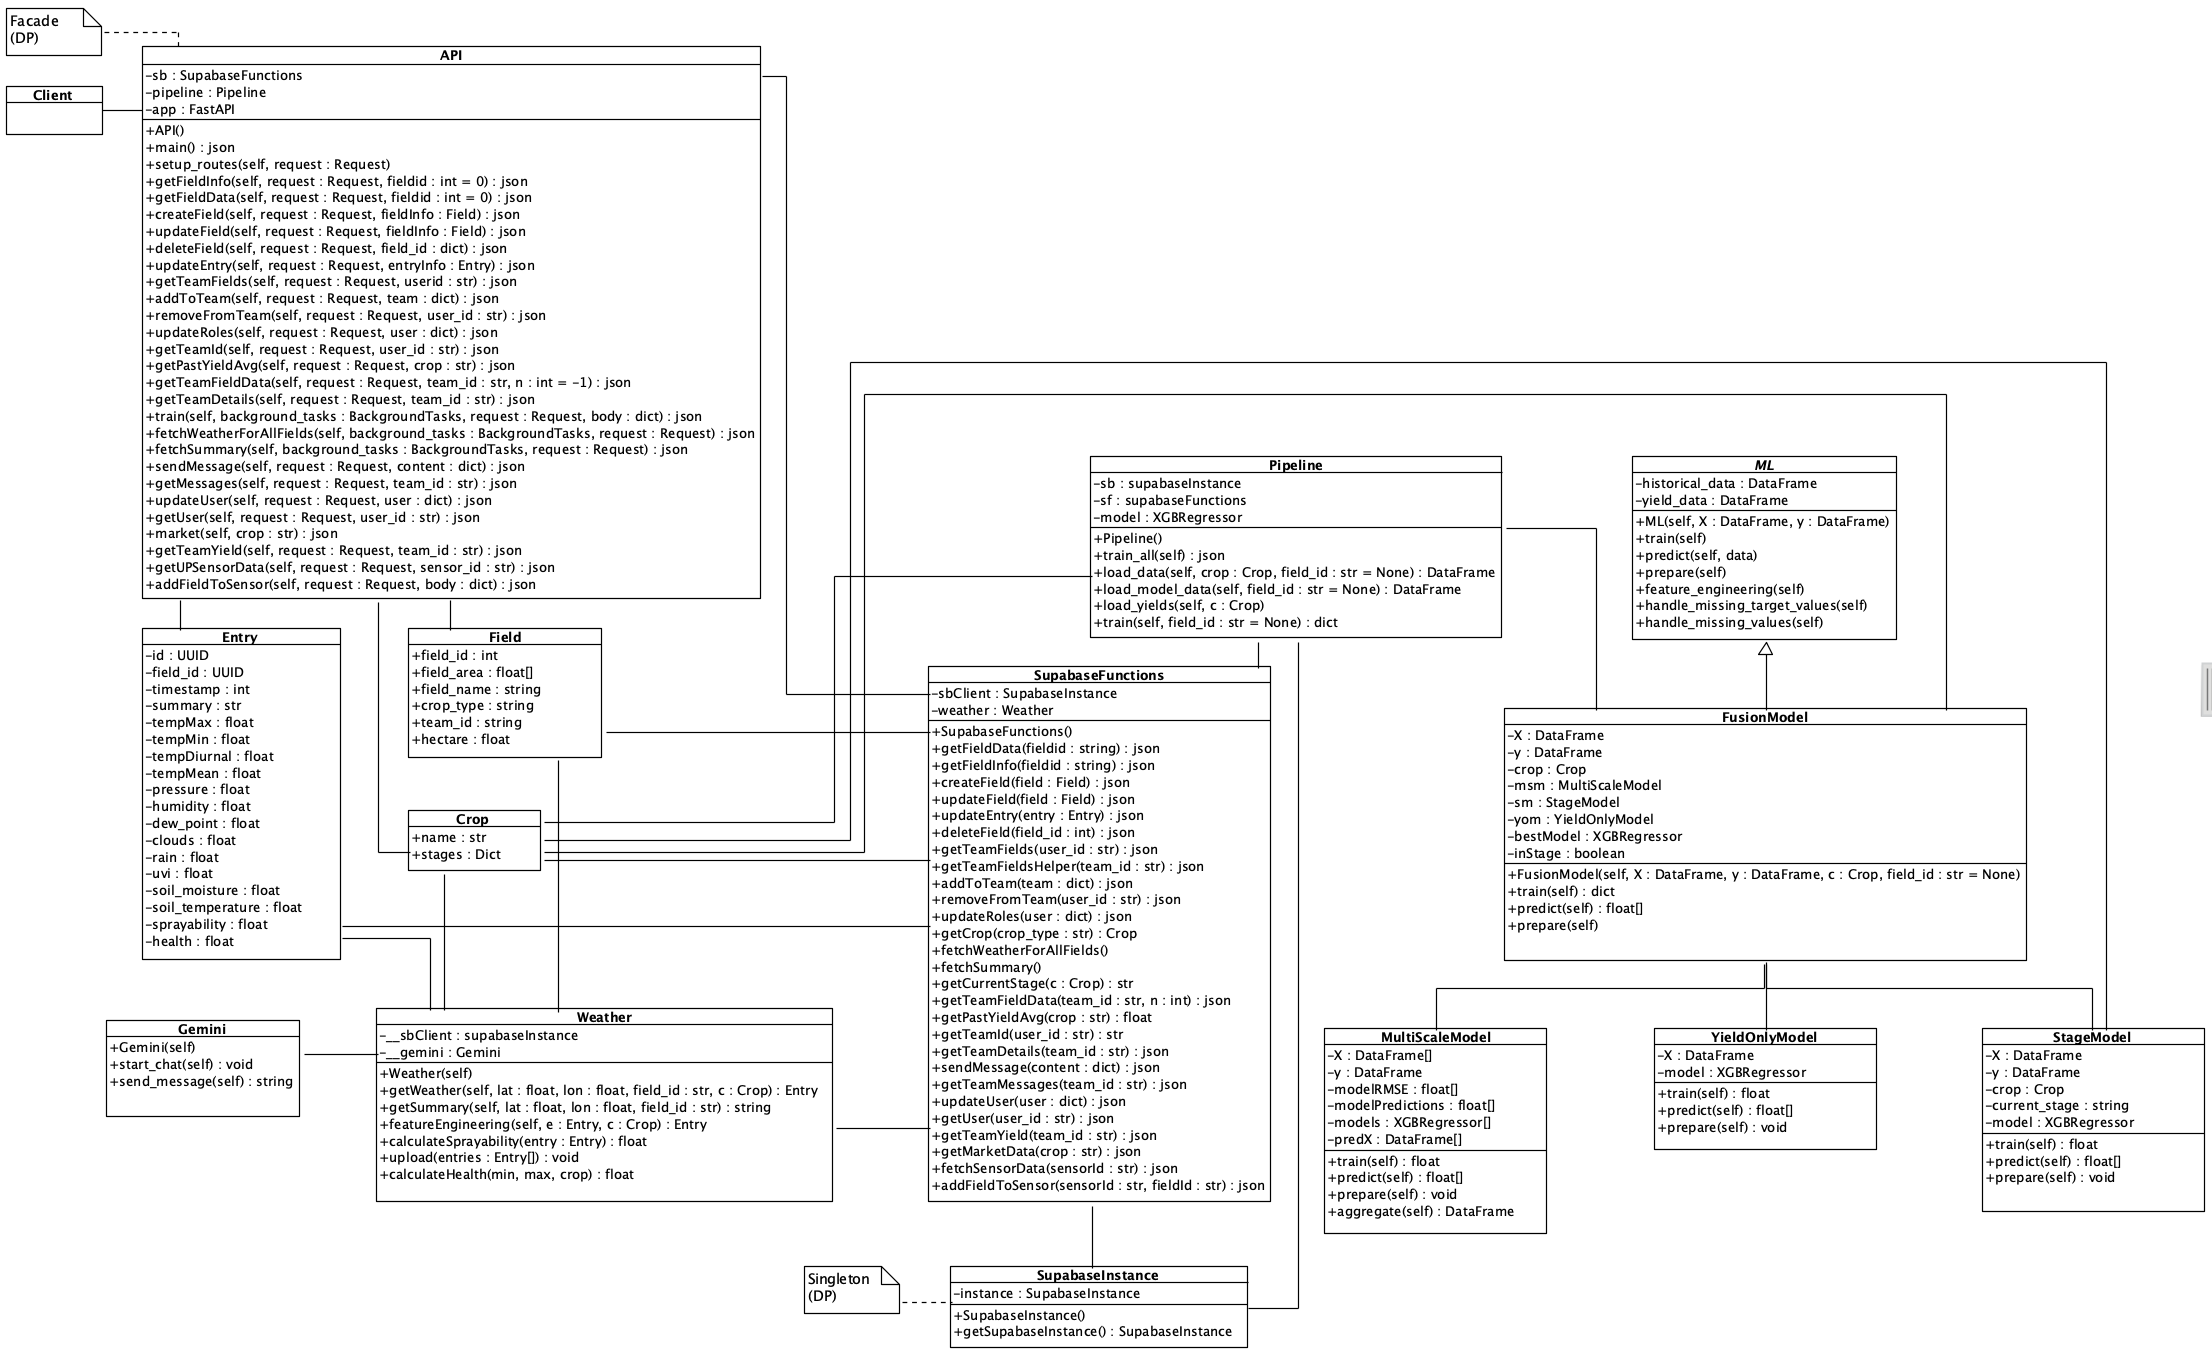 Facade
(DP)
API
-sb : SupabaseFunctions
-pipeline : Pipeline
-app : FastAPI
+API()
+main() : json
+setup_routes(self, request : Request)
+getFieldInfo(self, request : Request, fieldid : int = 0) : json
+getFieldData(self, request : Request, fieldid : int = 0) : json
+createField(self, request : Request, fieldInfo : Field) : json
+updateField(self, request : Request, fieldInfo : Field) : json
+deleteField(self, request : Request, field_id : dict) : json
+updateEntry(self, request : Request, entryInfo : Entry) : json
+getTeamFields(self, request : Request, userid : str) : json
+addToTeam(self, request : Request, team : dict) : json
+removeFromTeam(self, request : Request, user_id : str) : json
+updateRoles(self, request : Request, user : dict) : json
+getTeamId(self, request : Request, user_id : str) : json
+getPastYieldAvg(self, request : Request, crop : str) : json
+getTeamFieldData(self, request : Request, team_id : str, n : int = -1) : json
+getTeamDetails(self, request : Request, team_id : str) : json
+train(self, background_tasks : BackgroundTasks, request : Request, body : dict) : json
+fetchWeatherForAllFields(self, background_tasks : BackgroundTasks, request : Request) : json
+fetchSummary(self, background_tasks : BackgroundTasks, request : Request) : json
+sendMessage(self, request : Request, content : dict) : json
+getMessages(self, request : Request, team_id : str) : json
+updateUser(self, request : Request, user : dict) : json
+getUser(self, request : Request, user_id : str) : json
+market(self, crop : str) : json
+getTeamYield(self, request : Request, team_id : str) : json
+getUPSensorData(self, request : Request, sensor_id : str) : json
+addFieldToSensor(self, request : Request, body : dict) : json
Client
Pipeline
-sb : supabaseInstance
-sf : supabaseFunctions
-model : XGBRegressor
+Pipeline()
+train_all(self) : json
+load_data(self, crop : Crop, field_id : str = None) : DataFrame
+load_model_data(self, field_id : str = None) : DataFrame
+load_yields(self, c : Crop)
+train(self, field_id : str = None) : dict
ML
-historical_data : DataFrame
-yield_data : DataFrame
+ML(self, X : DataFrame, y : DataFrame)
+train(self)
+predict(self, data)
+prepare(self)
+feature_engineering(self)
+handle_missing_target_values(self)
+handle_missing_values(self)
Entry
-id : UUID
-field_id : UUID
-timestamp : int
-summary : str
-tempMax : float
-tempMin : float
-tempDiurnal : float
-tempMean : float
-pressure : float
-humidity : float
-dew_point : float
-clouds : float
-rain : float
-uvi : float
-soil_moisture : float
-soil_temperature : float
-sprayability : float
-health : float
Field
+field_id : int
+field_area : float[]
+field_name : string
+crop_type : string
+team_id : string
+hectare : float
Crop
+name : str
+stages : Dict
SupabaseFunctions
-sbClient : SupabaseInstance
-weather : Weather
+SupabaseFunctions()
+getFieldData(fieldid : string) : json
+getFieldInfo(fieldid : string) : json
+createField(field : Field) : json
+updateField(field : Field) : json
+updateEntry(entry : Entry) : json
+deleteField(field_id : int) : json
+getTeamFields(user_id : str) : json
+getTeamFieldsHelper(team_id : str) : json
+addToTeam(team : dict) : json
+removeFromTeam(user_id : str) : json
+updateRoles(user : dict) : json
+getCrop(crop_type : str) : Crop
+fetchWeatherForAllFields()
+fetchSummary()
+getCurrentStage(c : Crop) : str
+getTeamFieldData(team_id : str, n : int) : json
+getPastYieldAvg(crop : str) : float
+getTeamId(user_id : str) : str
+getTeamDetails(team_id : str) : json
+sendMessage(content : dict) : json
+getTeamMessages(team_id : str) : json
+updateUser(user : dict) : json
+getUser(user_id : str) : json
+getTeamYield(team_id : str) : json
+getMarketData(crop : str) : json
+fetchSensorData(sensorId : str) : json
+addFieldToSensor(sensorId : str, fieldId : str) : json
FusionModel
-X : DataFrame
-y : DataFrame
-crop : Crop
-msm : MultiScaleModel
-sm : StageModel
-yom : YieldOnlyModel
-bestModel : XGBRegressor
-inStage : boolean
+FusionModel(self, X : DataFrame, y : DataFrame, c : Crop, field_id : str = None)
+train(self) : dict
+predict(self) : float[]
+prepare(self)
Gemini
+Gemini(self)
+start_chat(self) : void
+send_message(self) : string
Weather
-__sbClient : supabaseInstance
-__gemini : Gemini
+Weather(self)
+getWeather(self, lat : float, lon : float, field_id : str, c : Crop) : Entry
+getSummary(self, lat : float, lon : float, field_id : str) : string
+featureEngineering(self, e : Entry, c : Crop) : Entry
+calculateSprayability(entry : Entry) : float
+upload(entries : Entry[]) : void
+calculateHealth(min, max, crop) : float
MultiScaleModel
-X : DataFrame[]
-y : DataFrame
-modelRMSE : float[]
-modelPredictions : float[]
-models : XGBRegressor[]
-predX : DataFrame[]
+train(self) : float
+predict(self) : float[]
+prepare(self) : void
+aggregate(self) : DataFrame
YieldOnlyModel
-X : DataFrame
-model : XGBRegressor
+train(self) : float
+predict(self) : float[]
+prepare(self) : void
StageModel
-X : DataFrame
-y : DataFrame
-crop : Crop
-current_stage : string
-model : XGBRegressor
+train(self) : float
+predict(self) : float[]
+prepare(self) : void
Singleton
(DP)
SupabaseInstance
-instance : SupabaseInstance
+SupabaseInstance()
+getSupabaseInstance() : SupabaseInstance